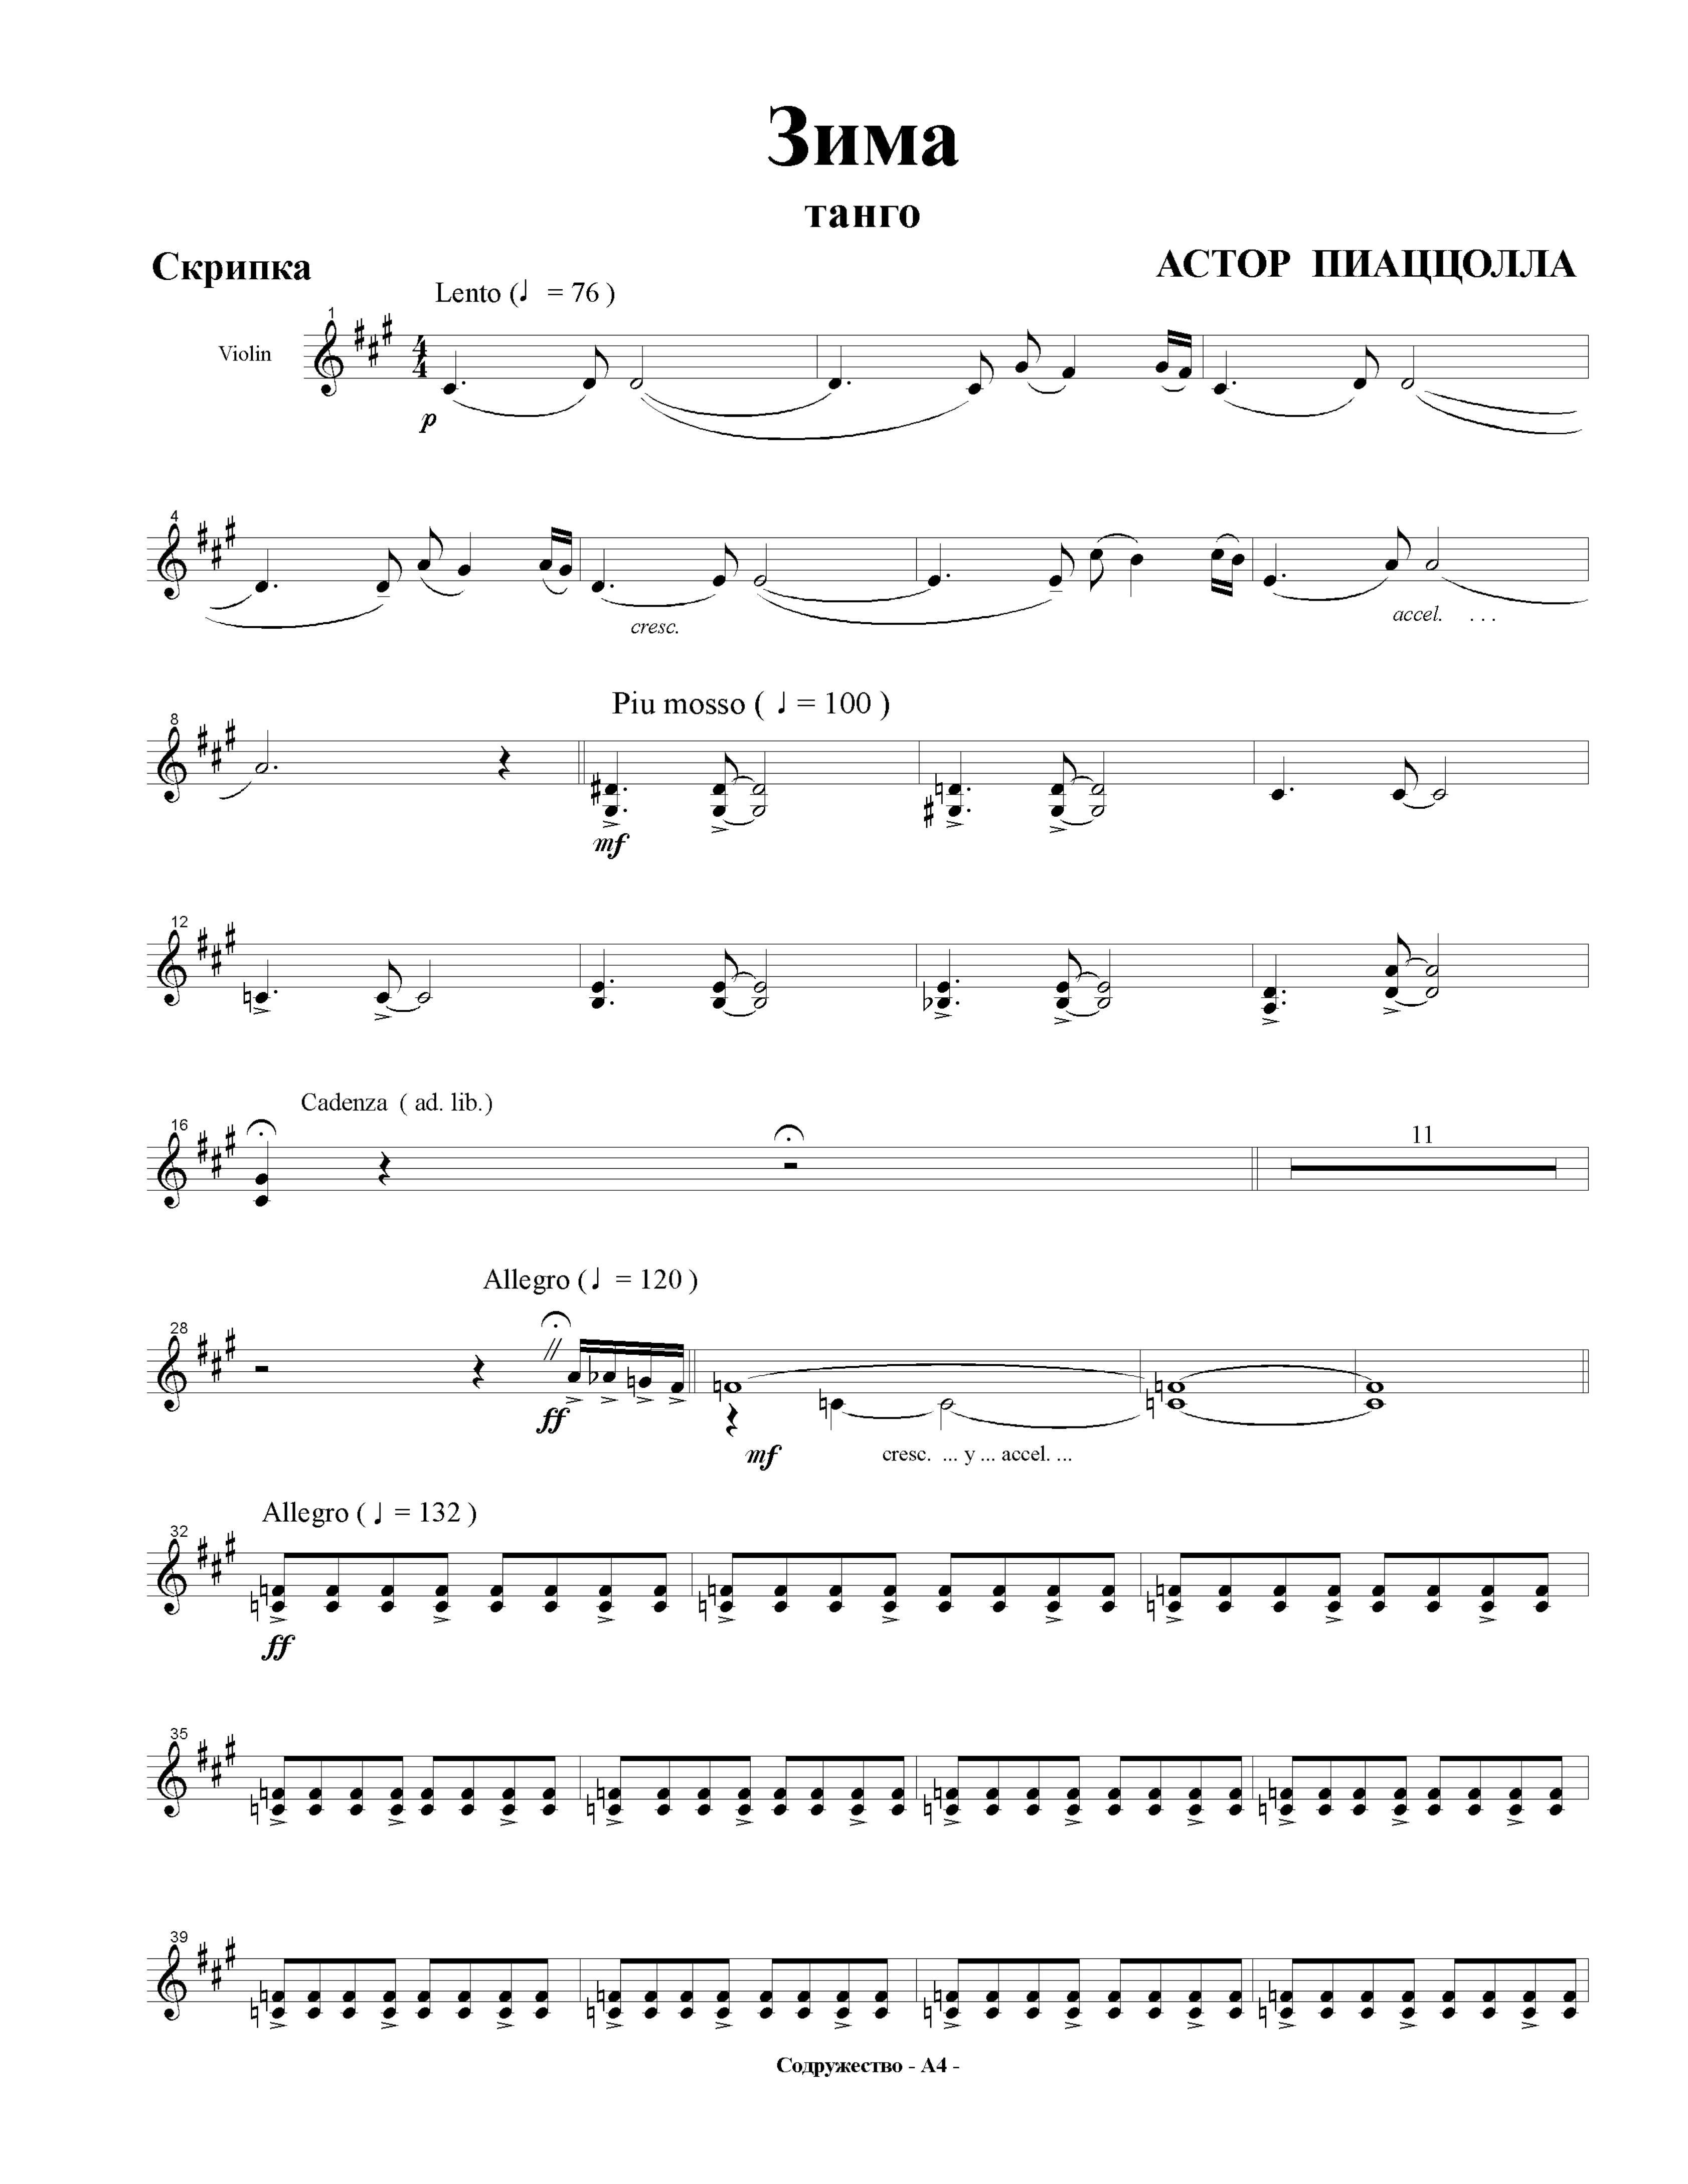 Зима
танго
Скрипка
АСТОР ПИАЦЦОЛЛА
Lento (♩ = 76 )
1
Violin
4
4
p
4
cresc.
accel. . . .
8
Piu mosso ( ♩ = 100 )
mf
12
Cadenza ( ad. lib.)
16
11
Allegro (♩ = 120 )
28
ff
mf
cresc. ... y ... accel. ...
Allegro ( ♩ = 132 )
32
ff
35
39
Содружество - А4 -